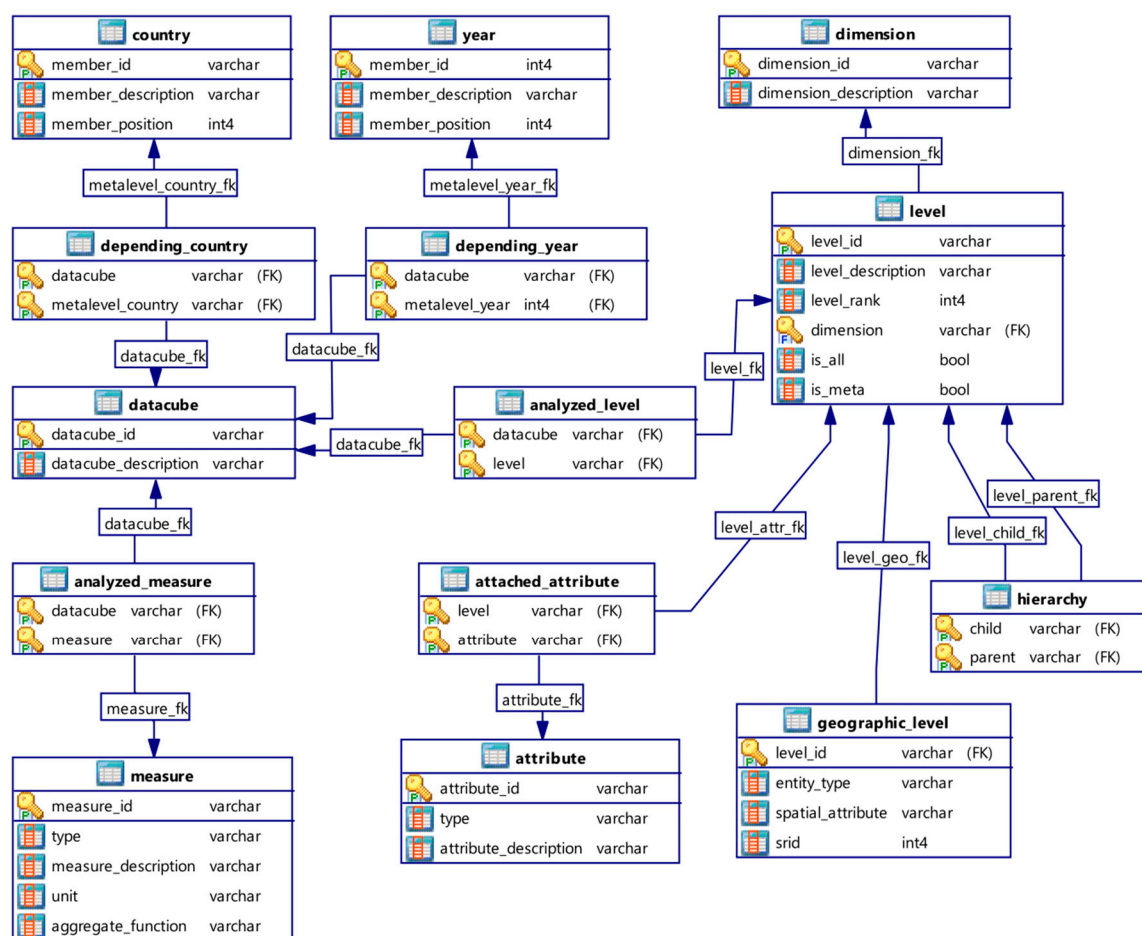 country
member_id varchar
member_description varchar
member_position int4
year
member_id int4
member_description varchar
member_position int4
dimension
dimension_id varchar
dimension_description varchar
metalevel_country_fk
metalevel_year_fk
dimension_fk
depending_country
datacube varchar (FK)
metalevel_country varchar (FK)
depending_year
datacube varchar (FK)
metalevel_year int4 (FK)
level
level_id varchar
level_description varchar
level_rank int4
dimension varchar (FK)
is_all bool
is_meta bool
datacube_fk
datacube_fk
level_fk
datacube
datacube_id varchar
datacube_description varchar
datacube_fk
analyzed_level
datacube varchar (FK)
level varchar (FK)
datacube_fk
level_attr_fk
level_geo_fk
level_child_fk
level_parent_fk
analyzed_measure
datacube varchar (FK)
measure varchar (FK)
attached_attribute
level varchar (FK)
attribute varchar (FK)
hierarchy
child varchar (FK)
parent varchar (FK)
measure_fk
attribute_fk
measure
measure_id varchar
type varchar
measure_description varchar
unit varchar
aggregate_function varchar
attribute
attribute_id varchar
type varchar
attribute_description varchar
geographic_level
level_id varchar (FK)
entity_type varchar
spatial_attribute varchar
srid int4